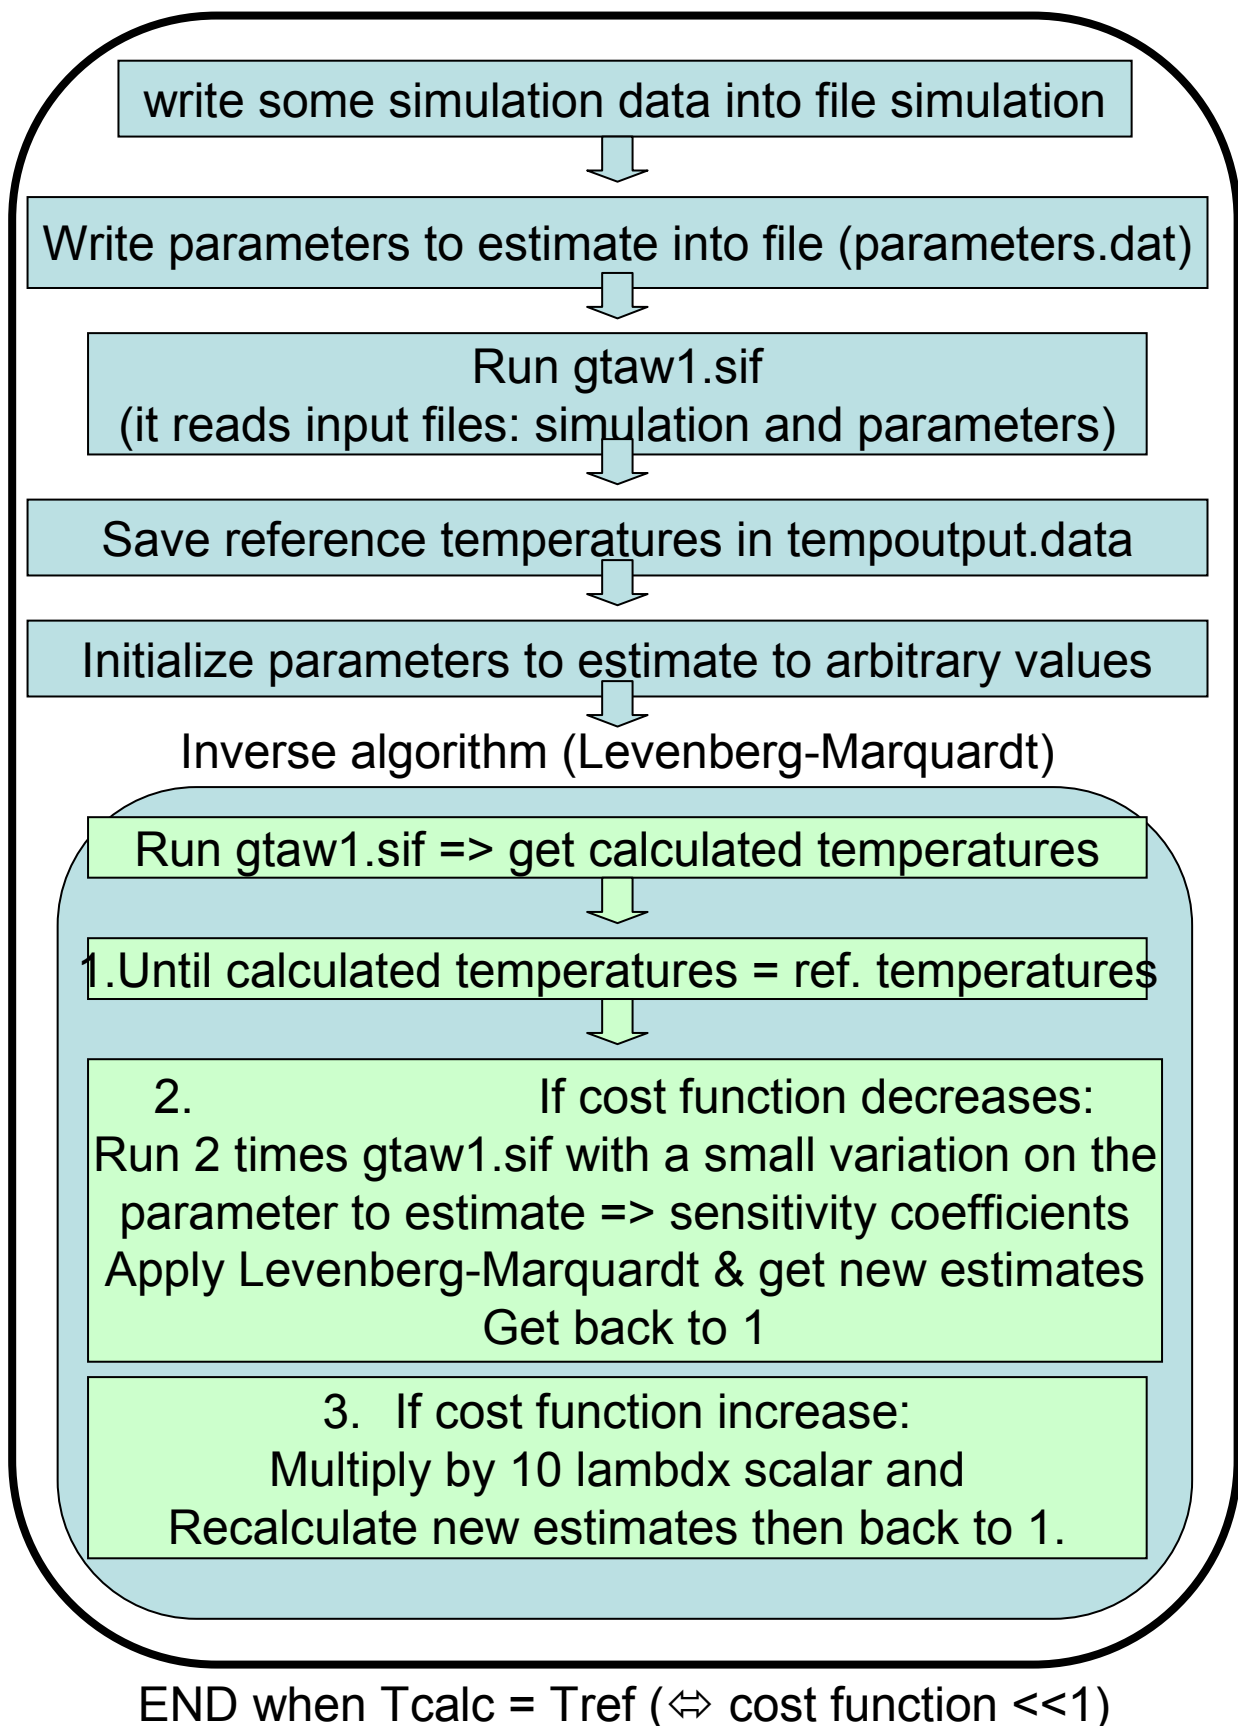 write some simulation data into file simulation
Write parameters to estimate into file (parameters.dat)
Run gtaw1.sif
(it reads input files: simulation and parameters)
Save reference temperatures in tempoutput.data
Initialize parameters to estimate to arbitrary values
Inverse algorithm (Levenberg-Marquardt)
Run gtaw1.sif => get calculated temperatures
1.Until calculated temperatures = ref. temperatures
2. If cost function decreases:
Run 2 times gtaw1.sif with a small variation on the
parameter to estimate => sensitivity coefficients
Apply Levenberg-Marquardt & get new estimates
Get back to 1
3. If cost function increase:
Multiply by 10 lambdx scalar and
Recalculate new estimates then back to 1.
END when Tcalc = Tref (⇔ cost function <<1)